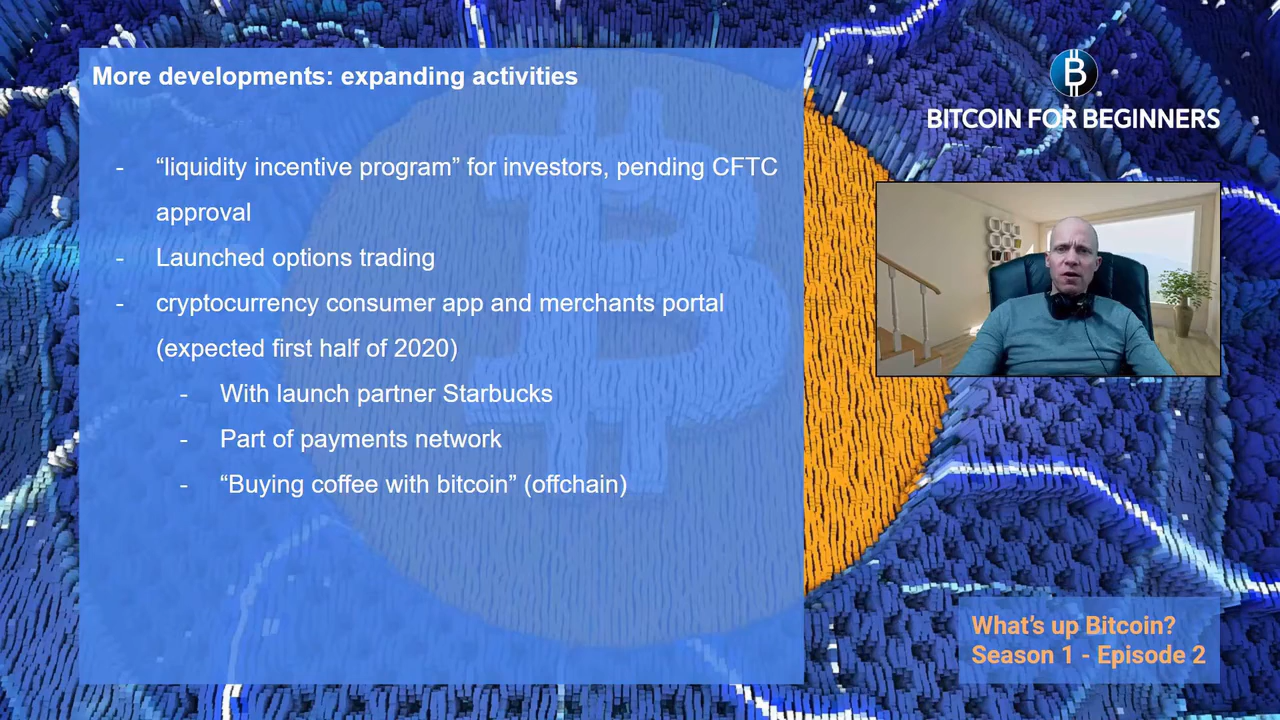 More developments: expanding activities
- “liquidity incentive program” for investors, pending CFTC
approval
- Launched options trading
- cryptocurrency consumer app and merchants portal
(expected first half of 2020)
- With launch partner Starbucks
- Part of payments network
- “Buying coffee with bitcoin” (offchain)
BITCOIN FOR BEGINNERS
What’s up Bitcoin?
Season 1 - Episode 2